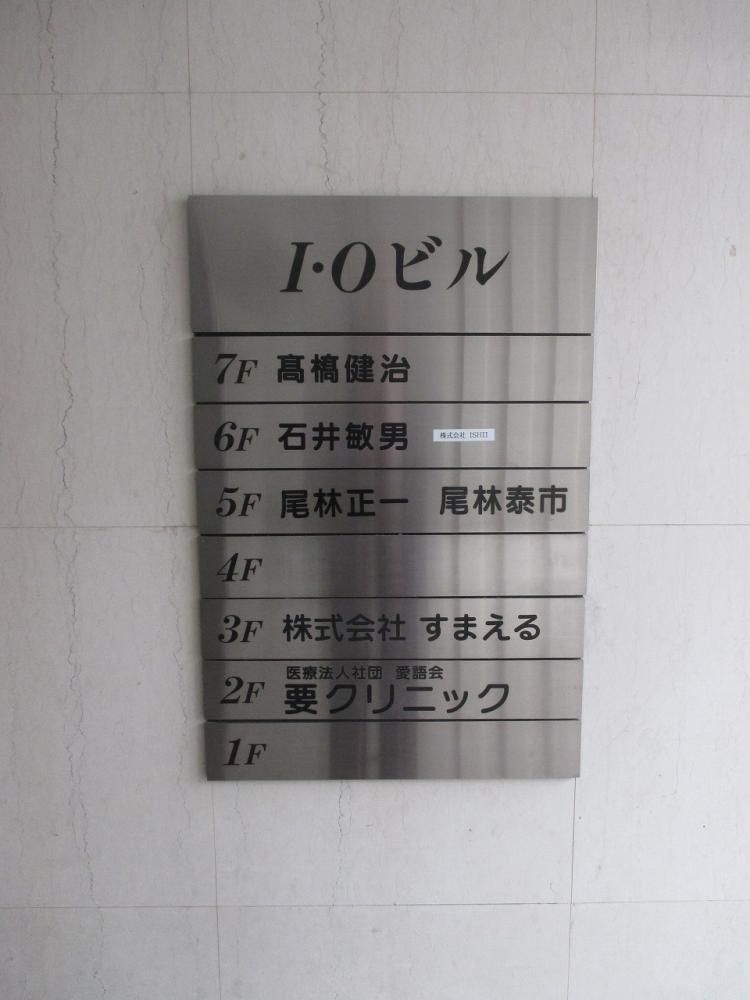 I・Oビル
7F 髙槗健治
6F 石井敏男 株式会社 ISHII
5F 尾林正一 尾林泰市
4F
3F 株式会社 すまえる
2F 医療法人社団 愛語会
要クリニック
1F